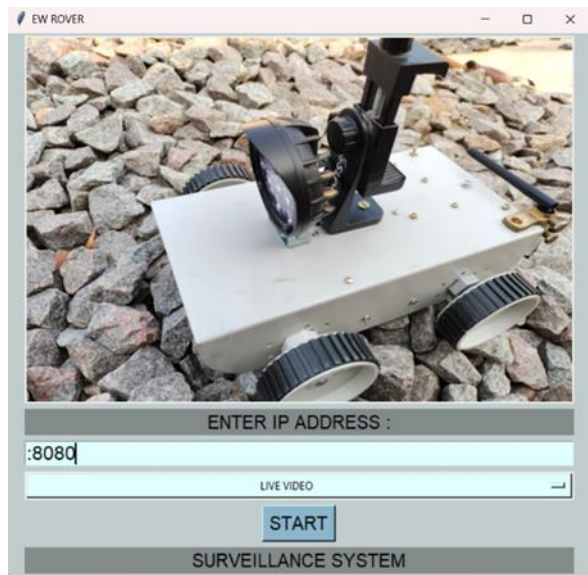 EW ROVER
ENTER IP ADDRESS :
:8080
LIVE VIDEO
START
SURVEILLANCE SYSTEM